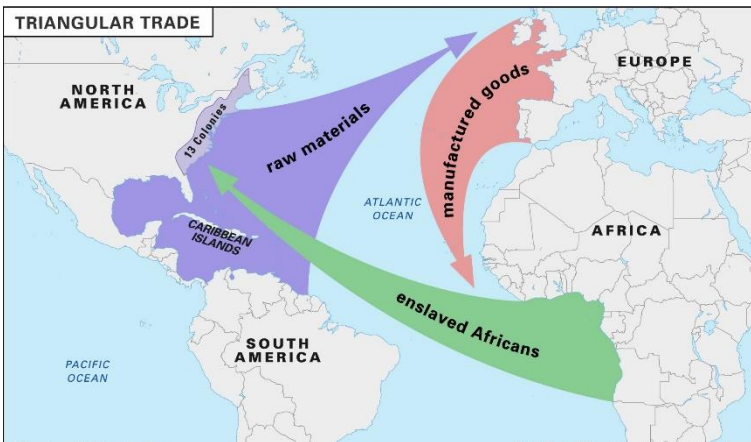 TRIANGULAR TRADE
NORTH
AMERICA
13 Colonies
raw materials
manufactured goods
EUROPE
ATLANTIC
OCEAN
CARIBBEAN
ISLANDS
AFRICA
enslaved Africans
SOUTH
AMERICA
PACIFIC
OCEAN